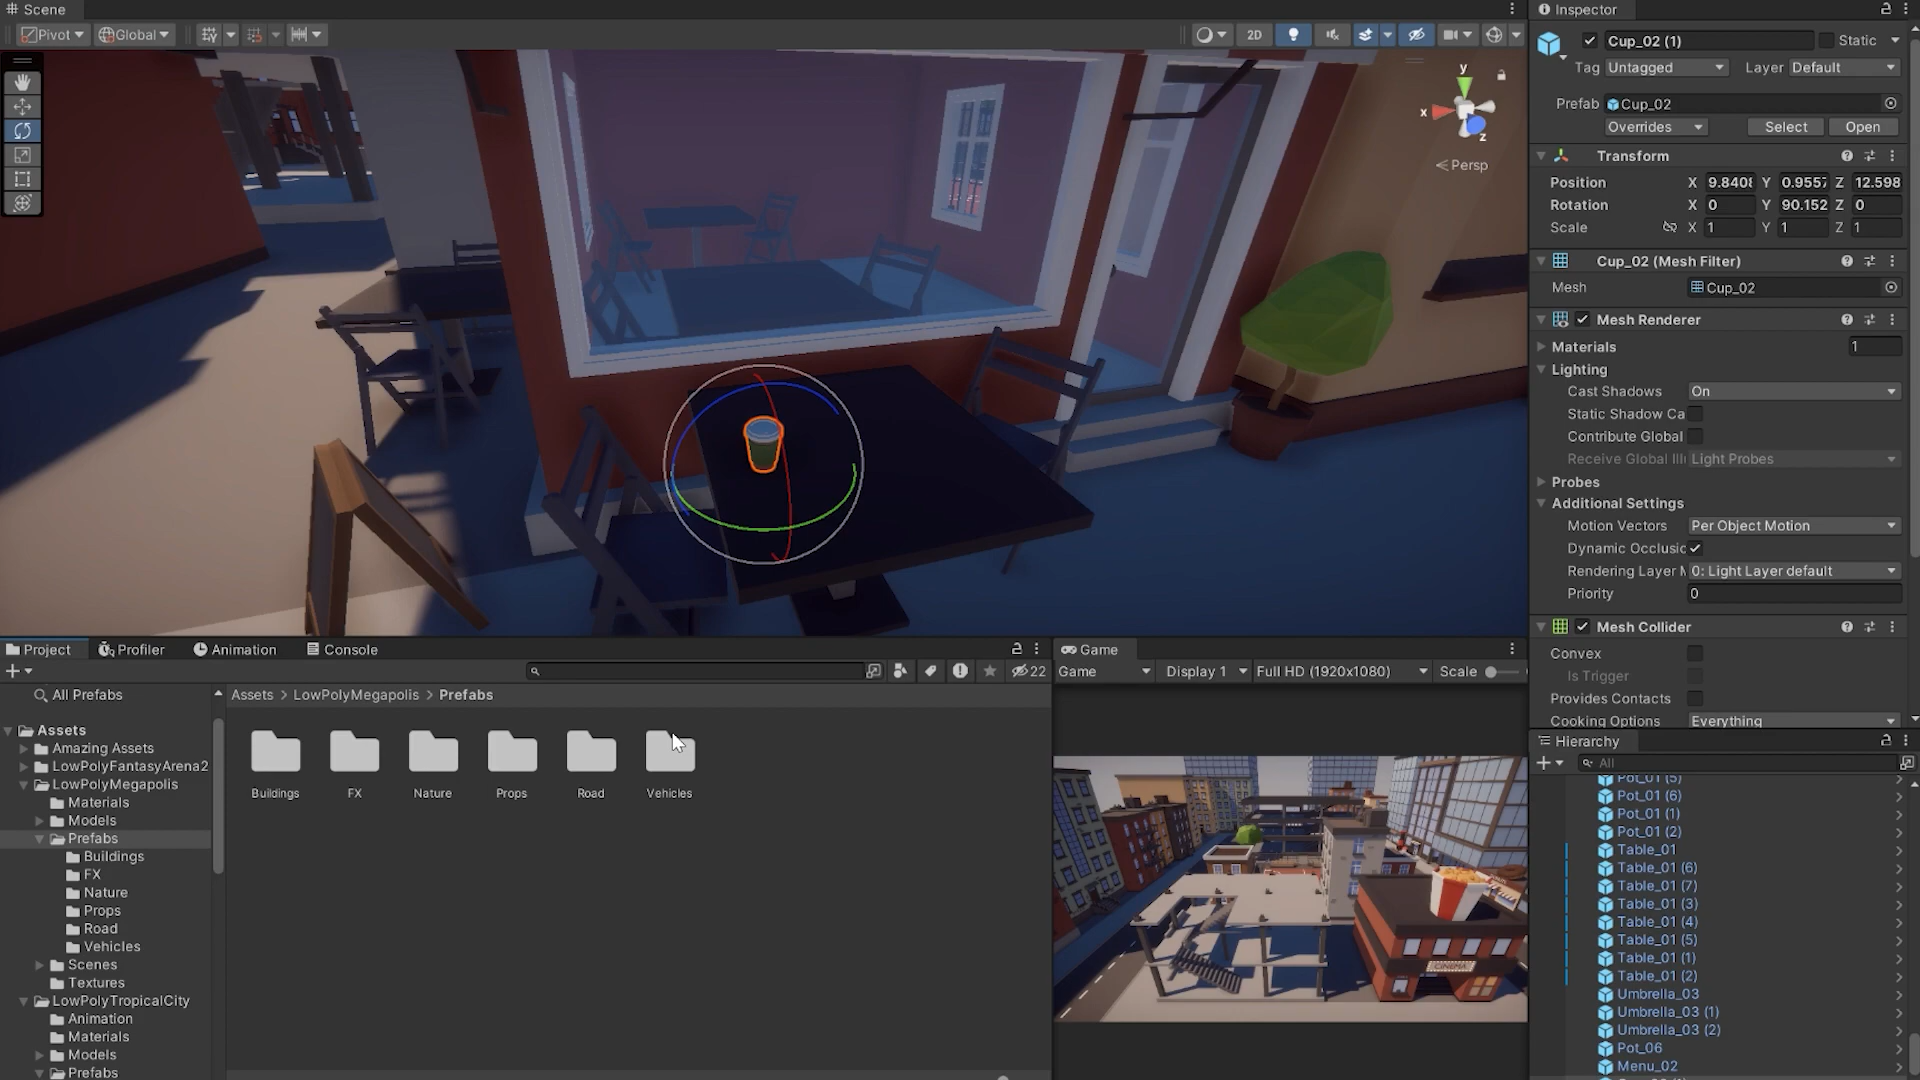 Scene
Pivot Global
2D
y
x
z
Persp
Inspector
Cup_02 (1) Static
Tag Untagged Layer Default
Prefab Cup_02
Overrides Select Open
Transform
Position X 9.840 Y 0.955 Z 12.598
Rotation X 0 Y 90.152 Z 0
Scale X 1 Y 1 Z 1
Cup_02 (Mesh Filter)
Mesh Cup_02
Mesh Renderer
Materials 1
Lighting
Cast Shadows On
Static Shadow Ca
Contribute Global
Receive Global Light Probes
Probes
Additional Settings
Motion Vectors Per Object Motion
Dynamic Occlusic
Rendering Layer 0: Light Layer default
Priority 0
Mesh Collider
Convex
Is Trigger
Provides Contacts
Cooking Options Everything
Project Profiler Animation Console
22
All Prefabs
Assets > LowPolyMegapolis > Prefabs
Assets
Amazing Assets
LowPolyFantasyArena2
LowPolyMegapolis
Materials
Models
Prefabs
Buildings
FX
Nature
Props
Road
Vehicles
Scenes
Textures
LowPolyTropicalCity
Animation
Materials
Models
Prefabs
Buildings FX Nature Props Road Vehicles
Game
Game Display 1 Full HD (1920x1080) Scale
CINEMA
Hierarchy
All
Pot_01 (5)
Pot_01 (6)
Pot_01 (1)
Pot_01 (2)
Table_01
Table_01 (6)
Table_01 (7)
Table_01 (3)
Table_01 (4)
Table_01 (5)
Table_01 (1)
Table_01 (2)
Umbrella_03
Umbrella_03 (1)
Umbrella_03 (2)
Pot_06
Menu_02